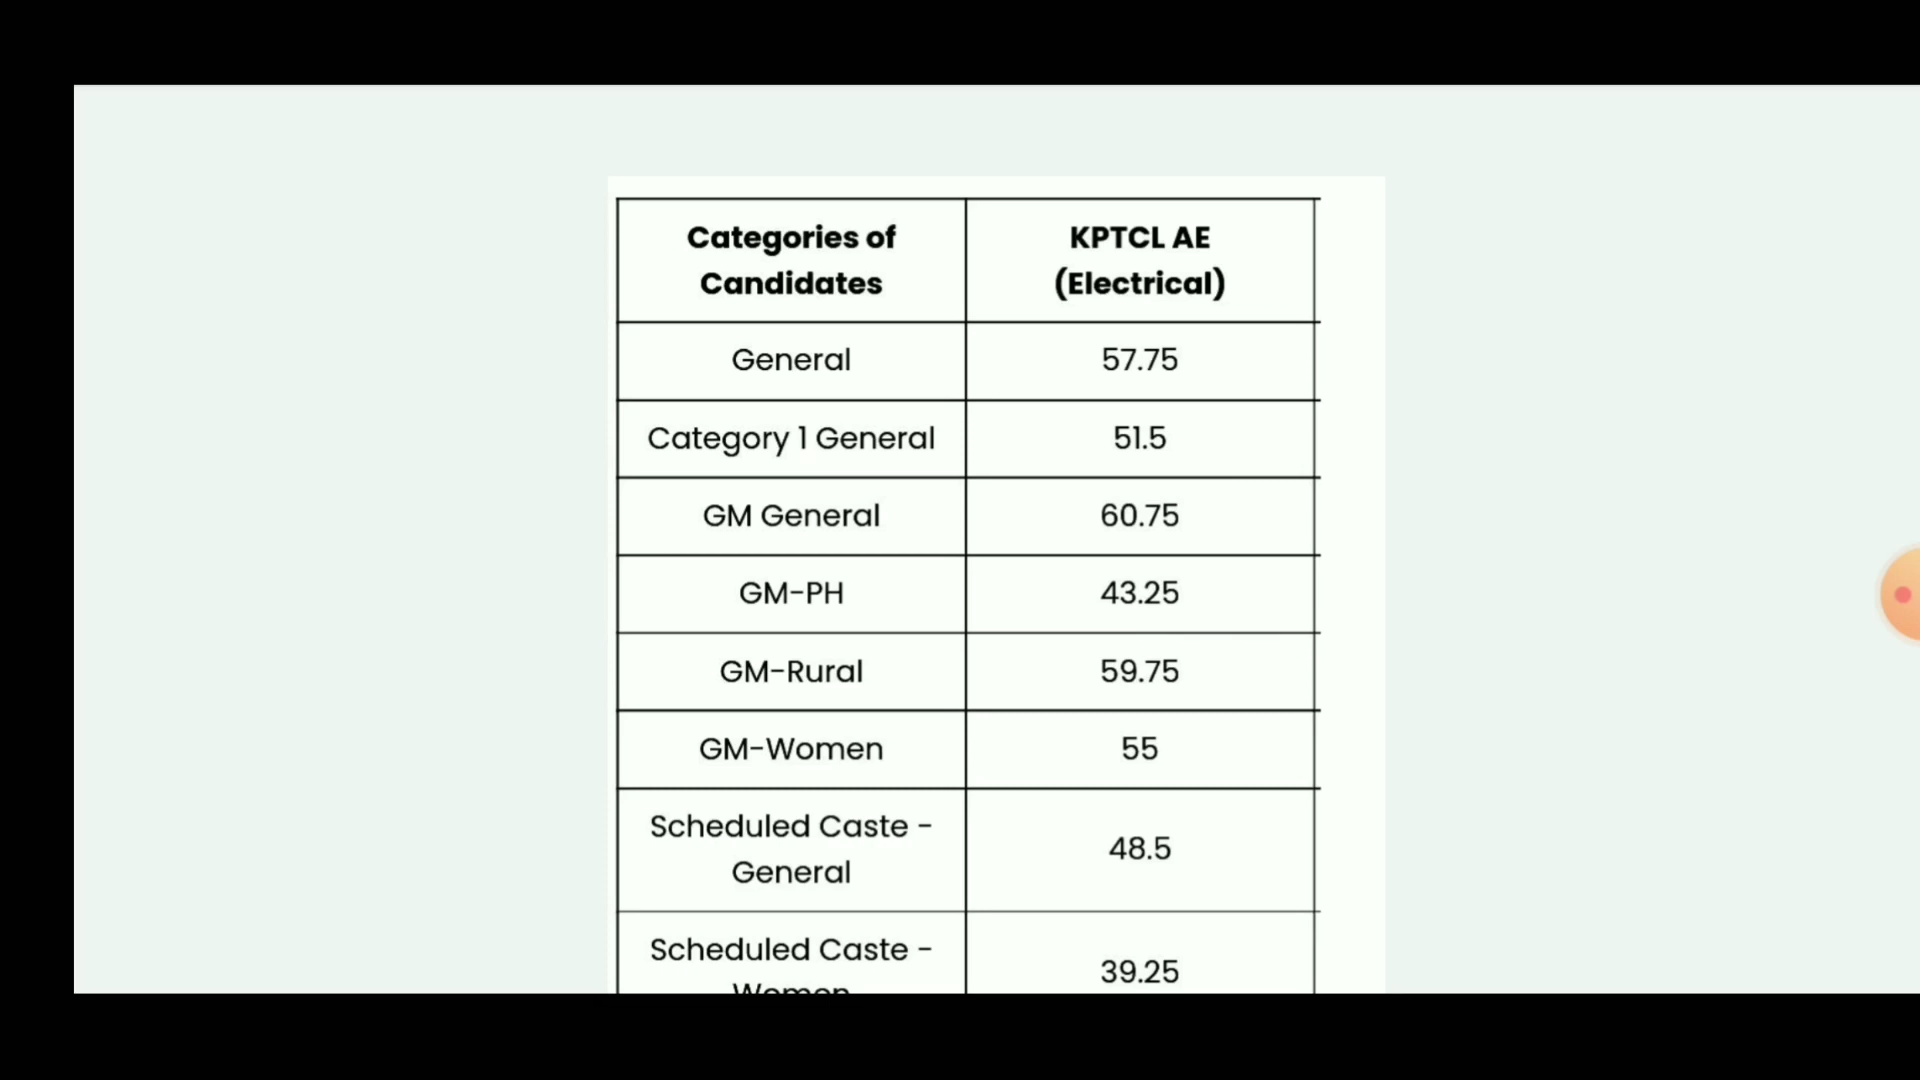 Categories of
Candidates
KPTCL AE
(Electrical)
General
57.75
Category 1 General
51.5
GM General
60.75
GM-PH
43.25
GM-Rural
59.75
GM-Women
55
Scheduled Caste -
General
48.5
Scheduled Caste -
Women
39.25